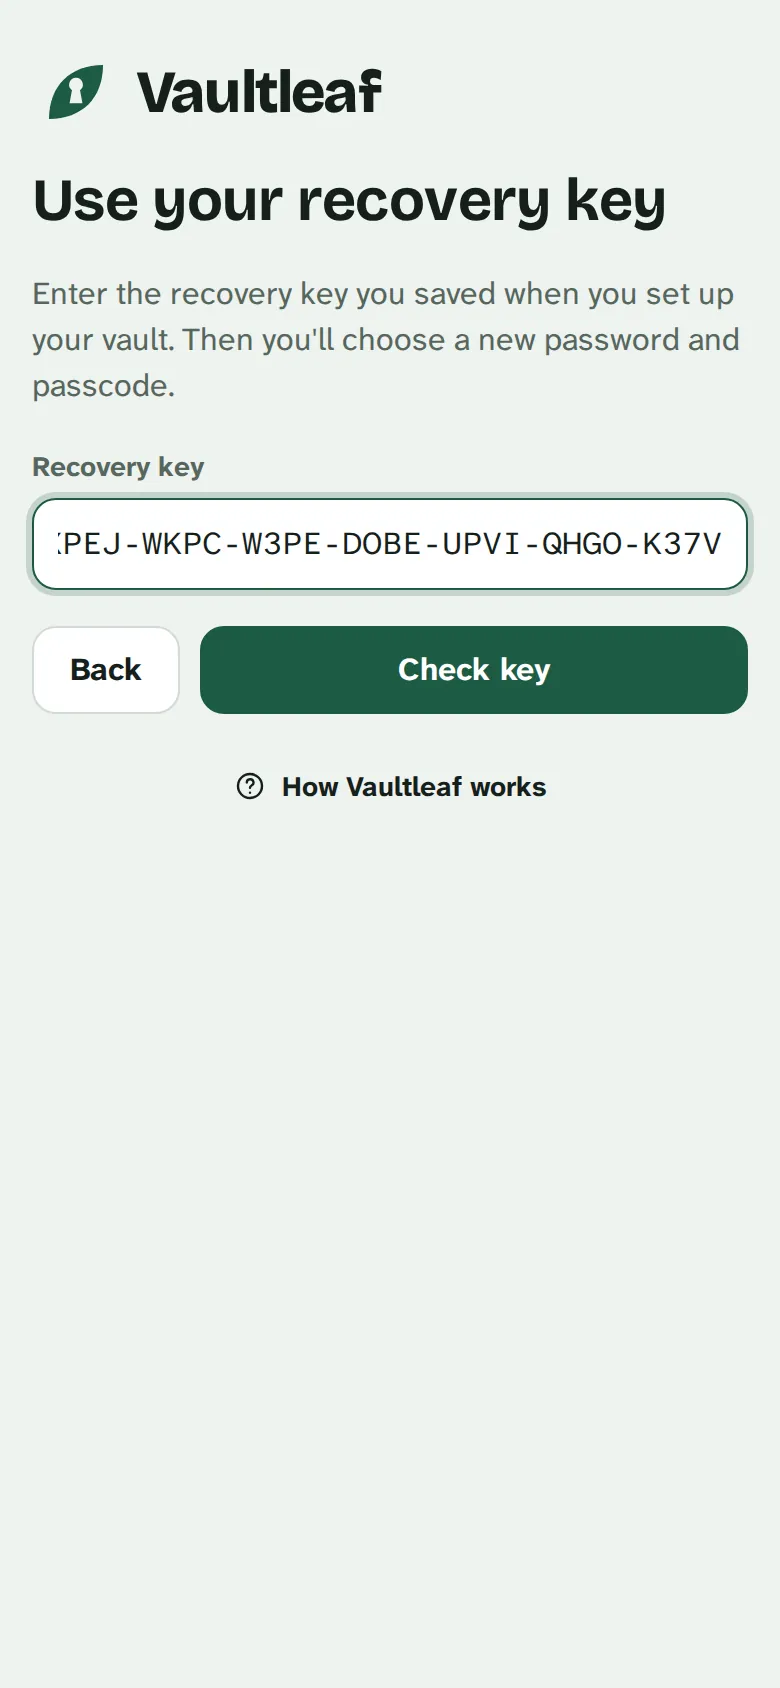 Vaultleaf
Use your recovery key
Enter the recovery key you saved when you set up
your vault. Then you'll choose a new password and
passcode.
Recovery key
PEJ-WKPC-W3PE-DOBE-UPVI-QHGO-K37V
Back
Check key
How Vaultleaf works